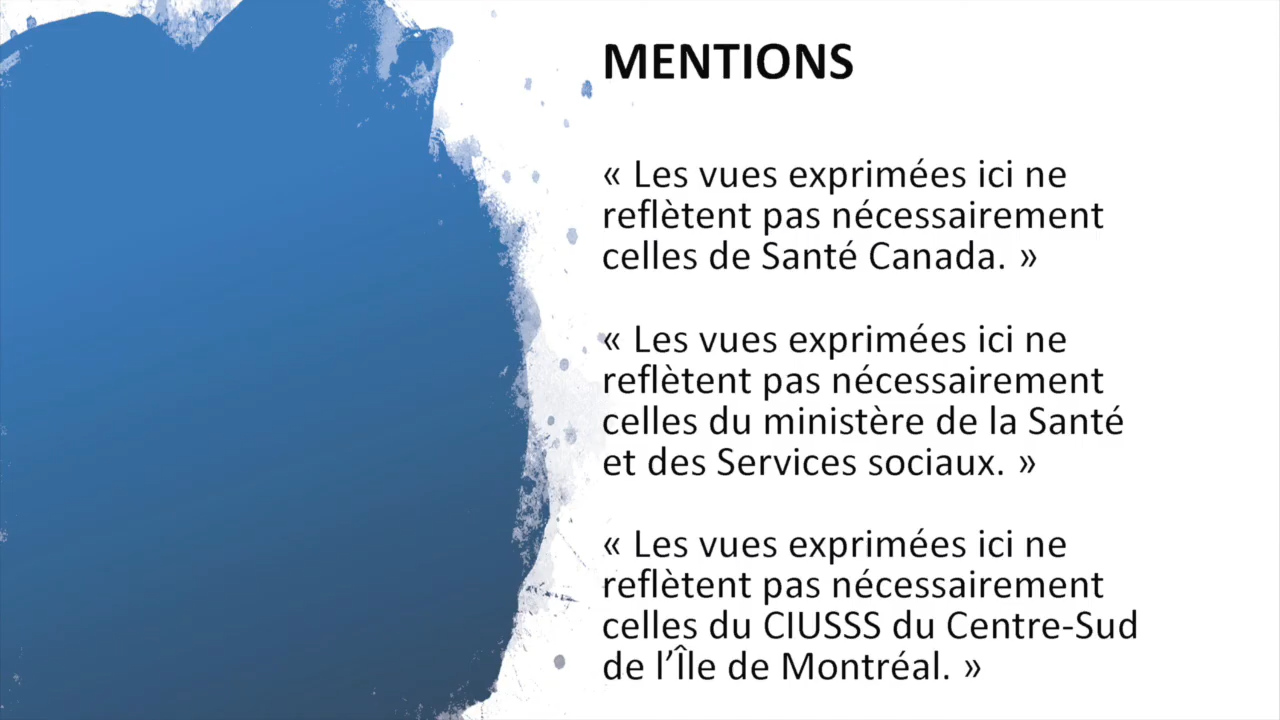 MENTIONS
« Les vues exprimées ici ne
reflètent pas nécessairement
celles de Santé Canada. »
« Les vues exprimées ici ne
reflètent pas nécessairement
celles du ministère de la Santé
et des Services sociaux. »
« Les vues exprimées ici ne
reflètent pas nécessairement
celles du CIUSSS du Centre-Sud
de l’Île de Montréal. »